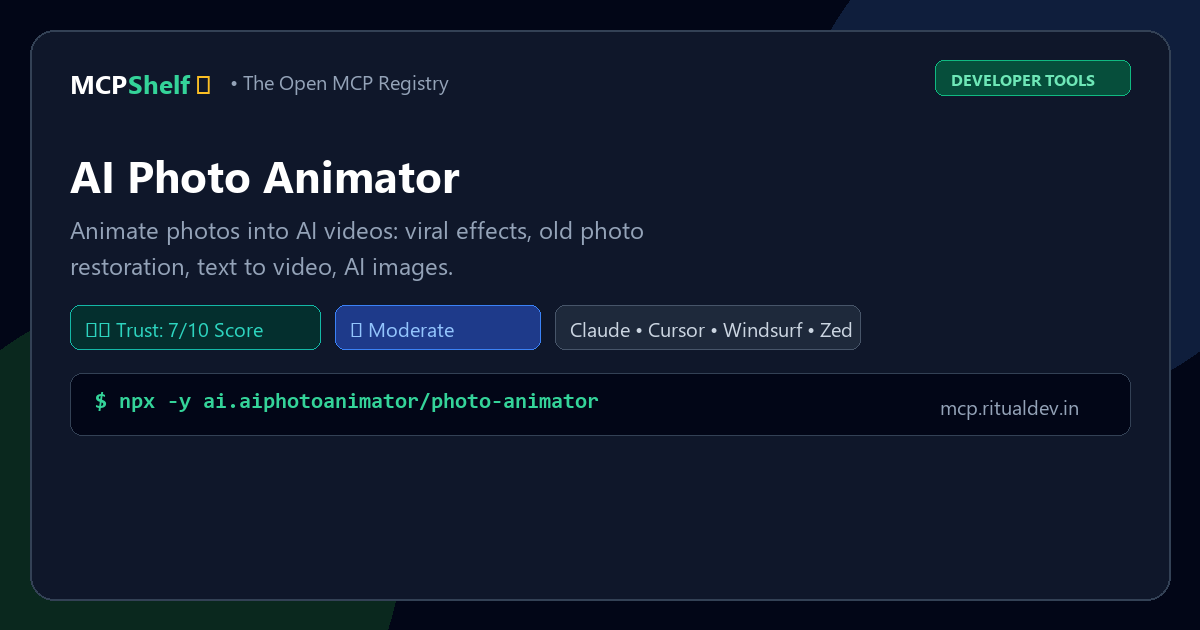 MCPShelf • The Open MCP Registry
DEVELOPER TOOLS
AI Photo Animator
Animate photos into AI videos: viral effects, old photo
restoration, text to video, AI images.
Trust: 7/10 Score
Moderate
Claude • Cursor • Windsurf • Zed
$ npx -y ai.aiphotoanimator/photo-animator
mcp.ritualdev.in